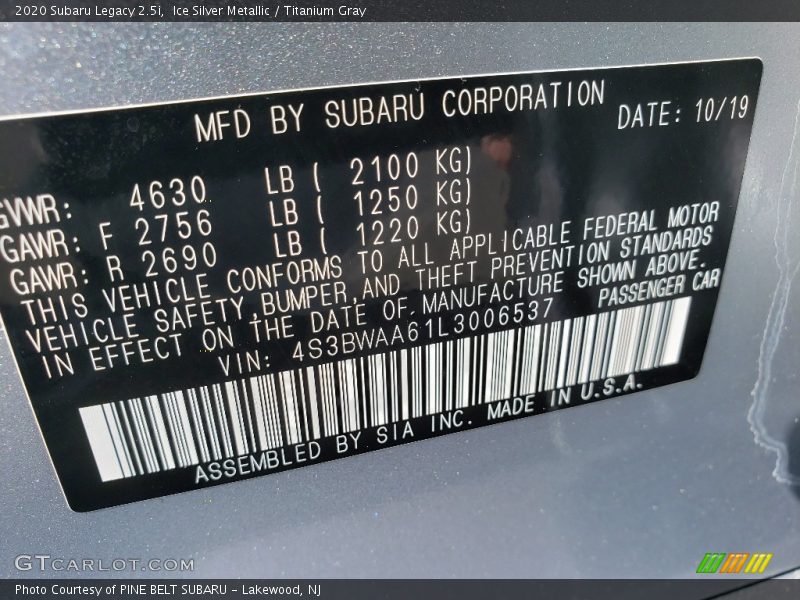 2020 Subaru Legacy 2.5i, Ice Silver Metallic / Titanium Gray
MFD BY SUBARU CORPORATION
DATE: 10/19
GVWR: 4630 LB ( 2100 KG)
GAWR: F 2756 LB ( 1250 KG)
GAWR: R 2690 LB ( 1220 KG)
THIS VEHICLE CONFORMS TO ALL APPLICABLE FEDERAL MOTOR
VEHICLE SAFETY,BUMPER,AND THEFT PREVENTION STANDARDS
IN EFFECT ON THE DATE OF MANUFACTURE SHOWN ABOVE.
VIN: 4S3BWAA61L3006537 PASSENGER CAR
ASSEMBLED BY SIA INC. MADE IN U.S.A.
GTCARLOT.COM
Photo Courtesy of PINE BELT SUBARU - Lakewood, NJ